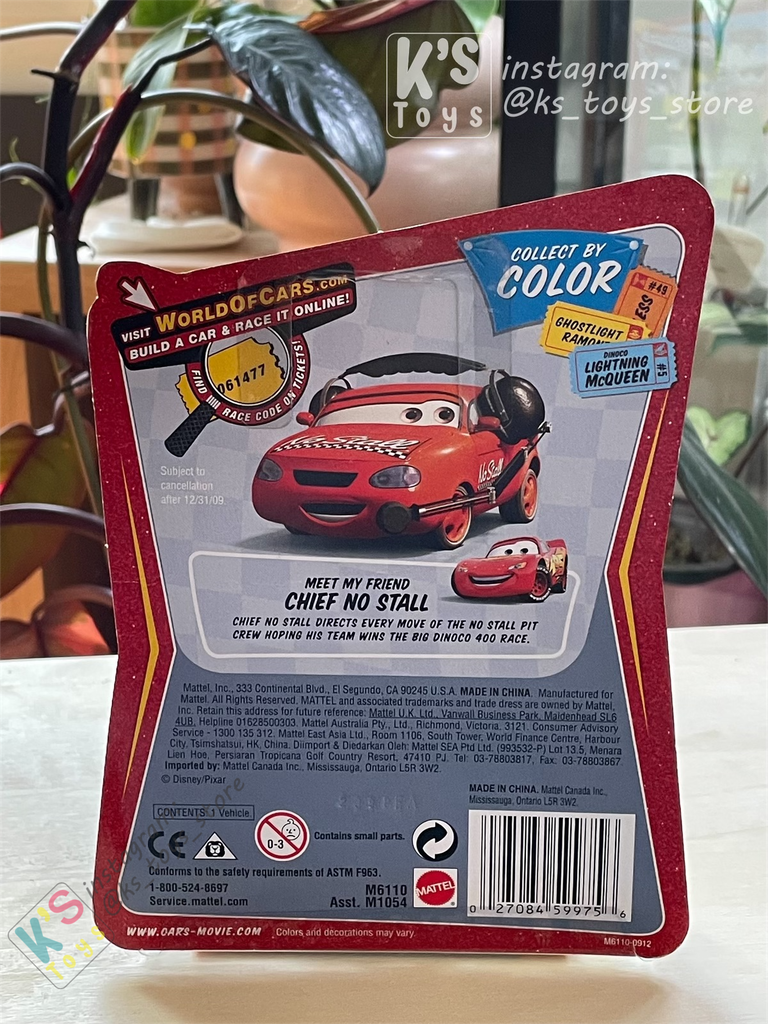 K'S
Toys
instagram:
@ks_toys_store
COLLECT BY
COLOR
#49
ESS
GHOSTLIGHT
RAMON
DINOCO
LIGHTNING
McQUEEN
#5
VISIT WORLDOFCARS.COM
BUILD A CAR & RACE IT ONLINE!
061477
FIND RACE CODE ON TICKETS!
Subject to
cancellation
after 12/31/09
No Stall
No Stall
MEET MY FRIEND
CHIEF NO STALL
CHIEF NO STALL DIRECTS EVERY MOVE OF THE NO STALL PIT
CREW HOPING HIS TEAM WINS THE BIG DINOCO 400 RACE.
Mattel, Inc., 333 Continental Blvd., El Segundo, CA 90245 U.S.A. MADE IN CHINA. Manufactured for
Mattel. All Rights Reserved. MATTEL and associated trademarks and trade dress are owned by Mattel,
Inc. Retain this address for future reference: Mattel U.K. Ltd., Vanwall Business Park, Maidenhead SL6
4UB. Helpline 01628500303. Mattel Australia Pty., Ltd., Richmond, Victoria. 3121. Consumer Advisory
Service - 1300 135 312. Mattel East Asia Ltd., Room 1106, South Tower, World Finance Centre, Harbour
City, Tsimshatsui, HK, China. Diimport & Diedarkan Oleh: Mattel SEA Ptd Ltd. (993532-P) Lot 13.5, Menara
Lien Hoe, Persiaran Tropicana Golf Country Resort, 47410 PJ. Tel: 03-78803817, Fax: 03-78803867.
Imported by: Mattel Canada Inc., Mississauga, Ontario L5R 3W2.
© Disney/Pixar
MADE IN CHINA. Mattel Canada Inc.,
Mississauga, Ontario L5R 3W2.
CONTENTS: 1 Vehicle.
CE
0-3
Contains small parts.
Conforms to the safety requirements of ASTM F963.
1-800-524-8697
Service.mattel.com
M6110
Asst. M1054
MATTEL
0 27084 59975 6
WWW.CARS-MOVIE.COM Colors and decorations may vary.
M6110-0912
K'S
Toys
instagram:
@ks_toys_store